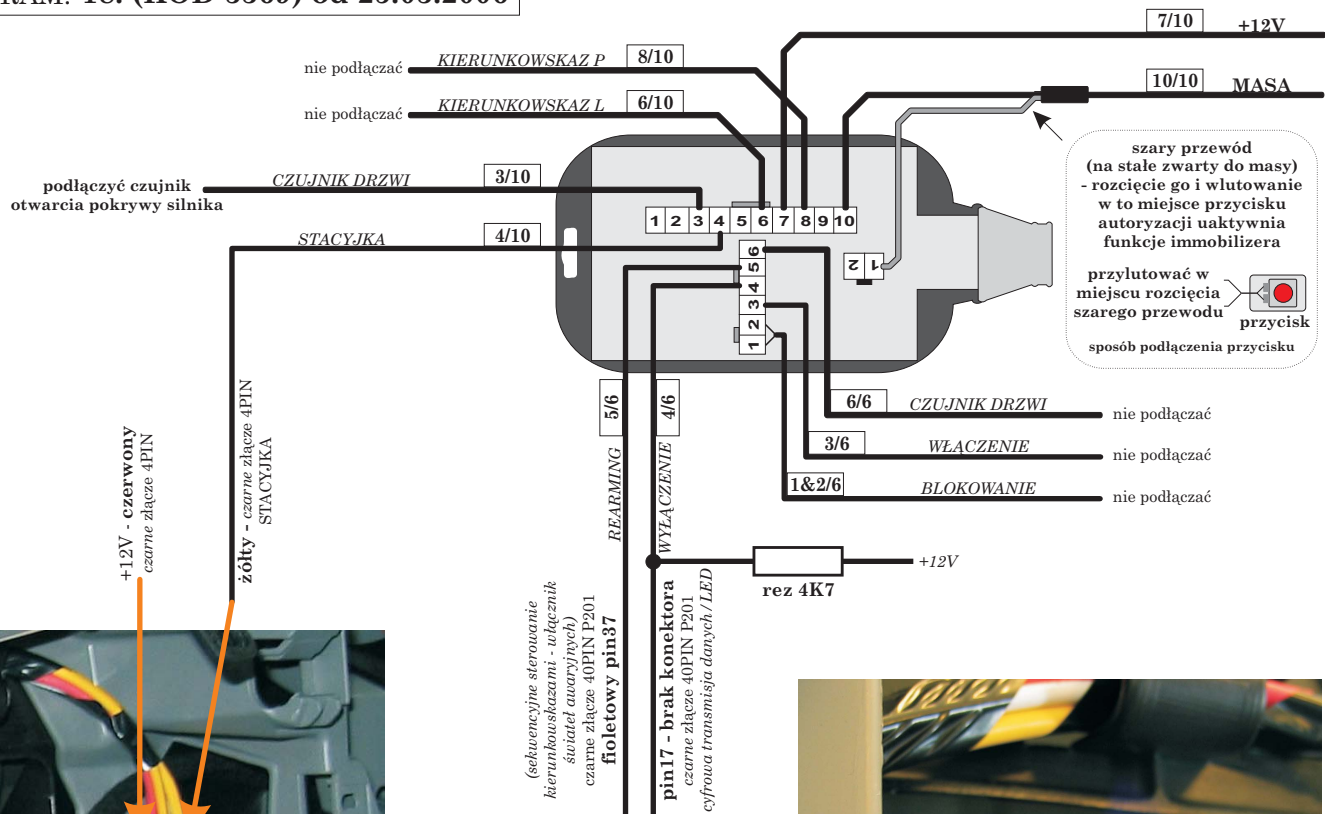 1c. (KOD 3369) od 23.03.2006
7/10 +12V
nie podłączać KIERUNKOWSKAZ P 8/10
10/10 MASA
nie podłączać KIERUNKOWSKAZ L 6/10
szary przewód
(na stałe zwarty do masy)
- rozcięcie go i wlutowanie
w to miejsce przycisku
autoryzacji uaktywnia
funkcje immobilizera
podłączyć czujnik
otwarcia pokrywy silnika
CZUJNIK DRZWI 3/10
1 2 3 4 5 6 7 8 9 10
STACYJKA 4/10
6
5
4
3
2
1
2 1
przylutować w
miejscu rozcięcia
szarego przewodu
przycisk
sposób podłączenia przycisku
6/6 CZUJNIK DRZWI nie podłączać
3/6 WŁĄCZENIE nie podłączać
1&2/6 BLOKOWANIE nie podłączać
5/6
REARMING
4/6
WYŁĄCZENIE
+12V - czerwony
czarne złącze 4PIN
żółty - czarne złącze 4PIN
STACYJKA
+12V
rez 4K7
(sekwencyjne sterowanie
kierunkowskazami - włącznik
świateł awaryjnych)
czarne złącze 40PIN P201
fioletowy pin37
pin17 - brak konektora
czarne złącze 40PIN P201
cyfrowa transmisja danych / LED